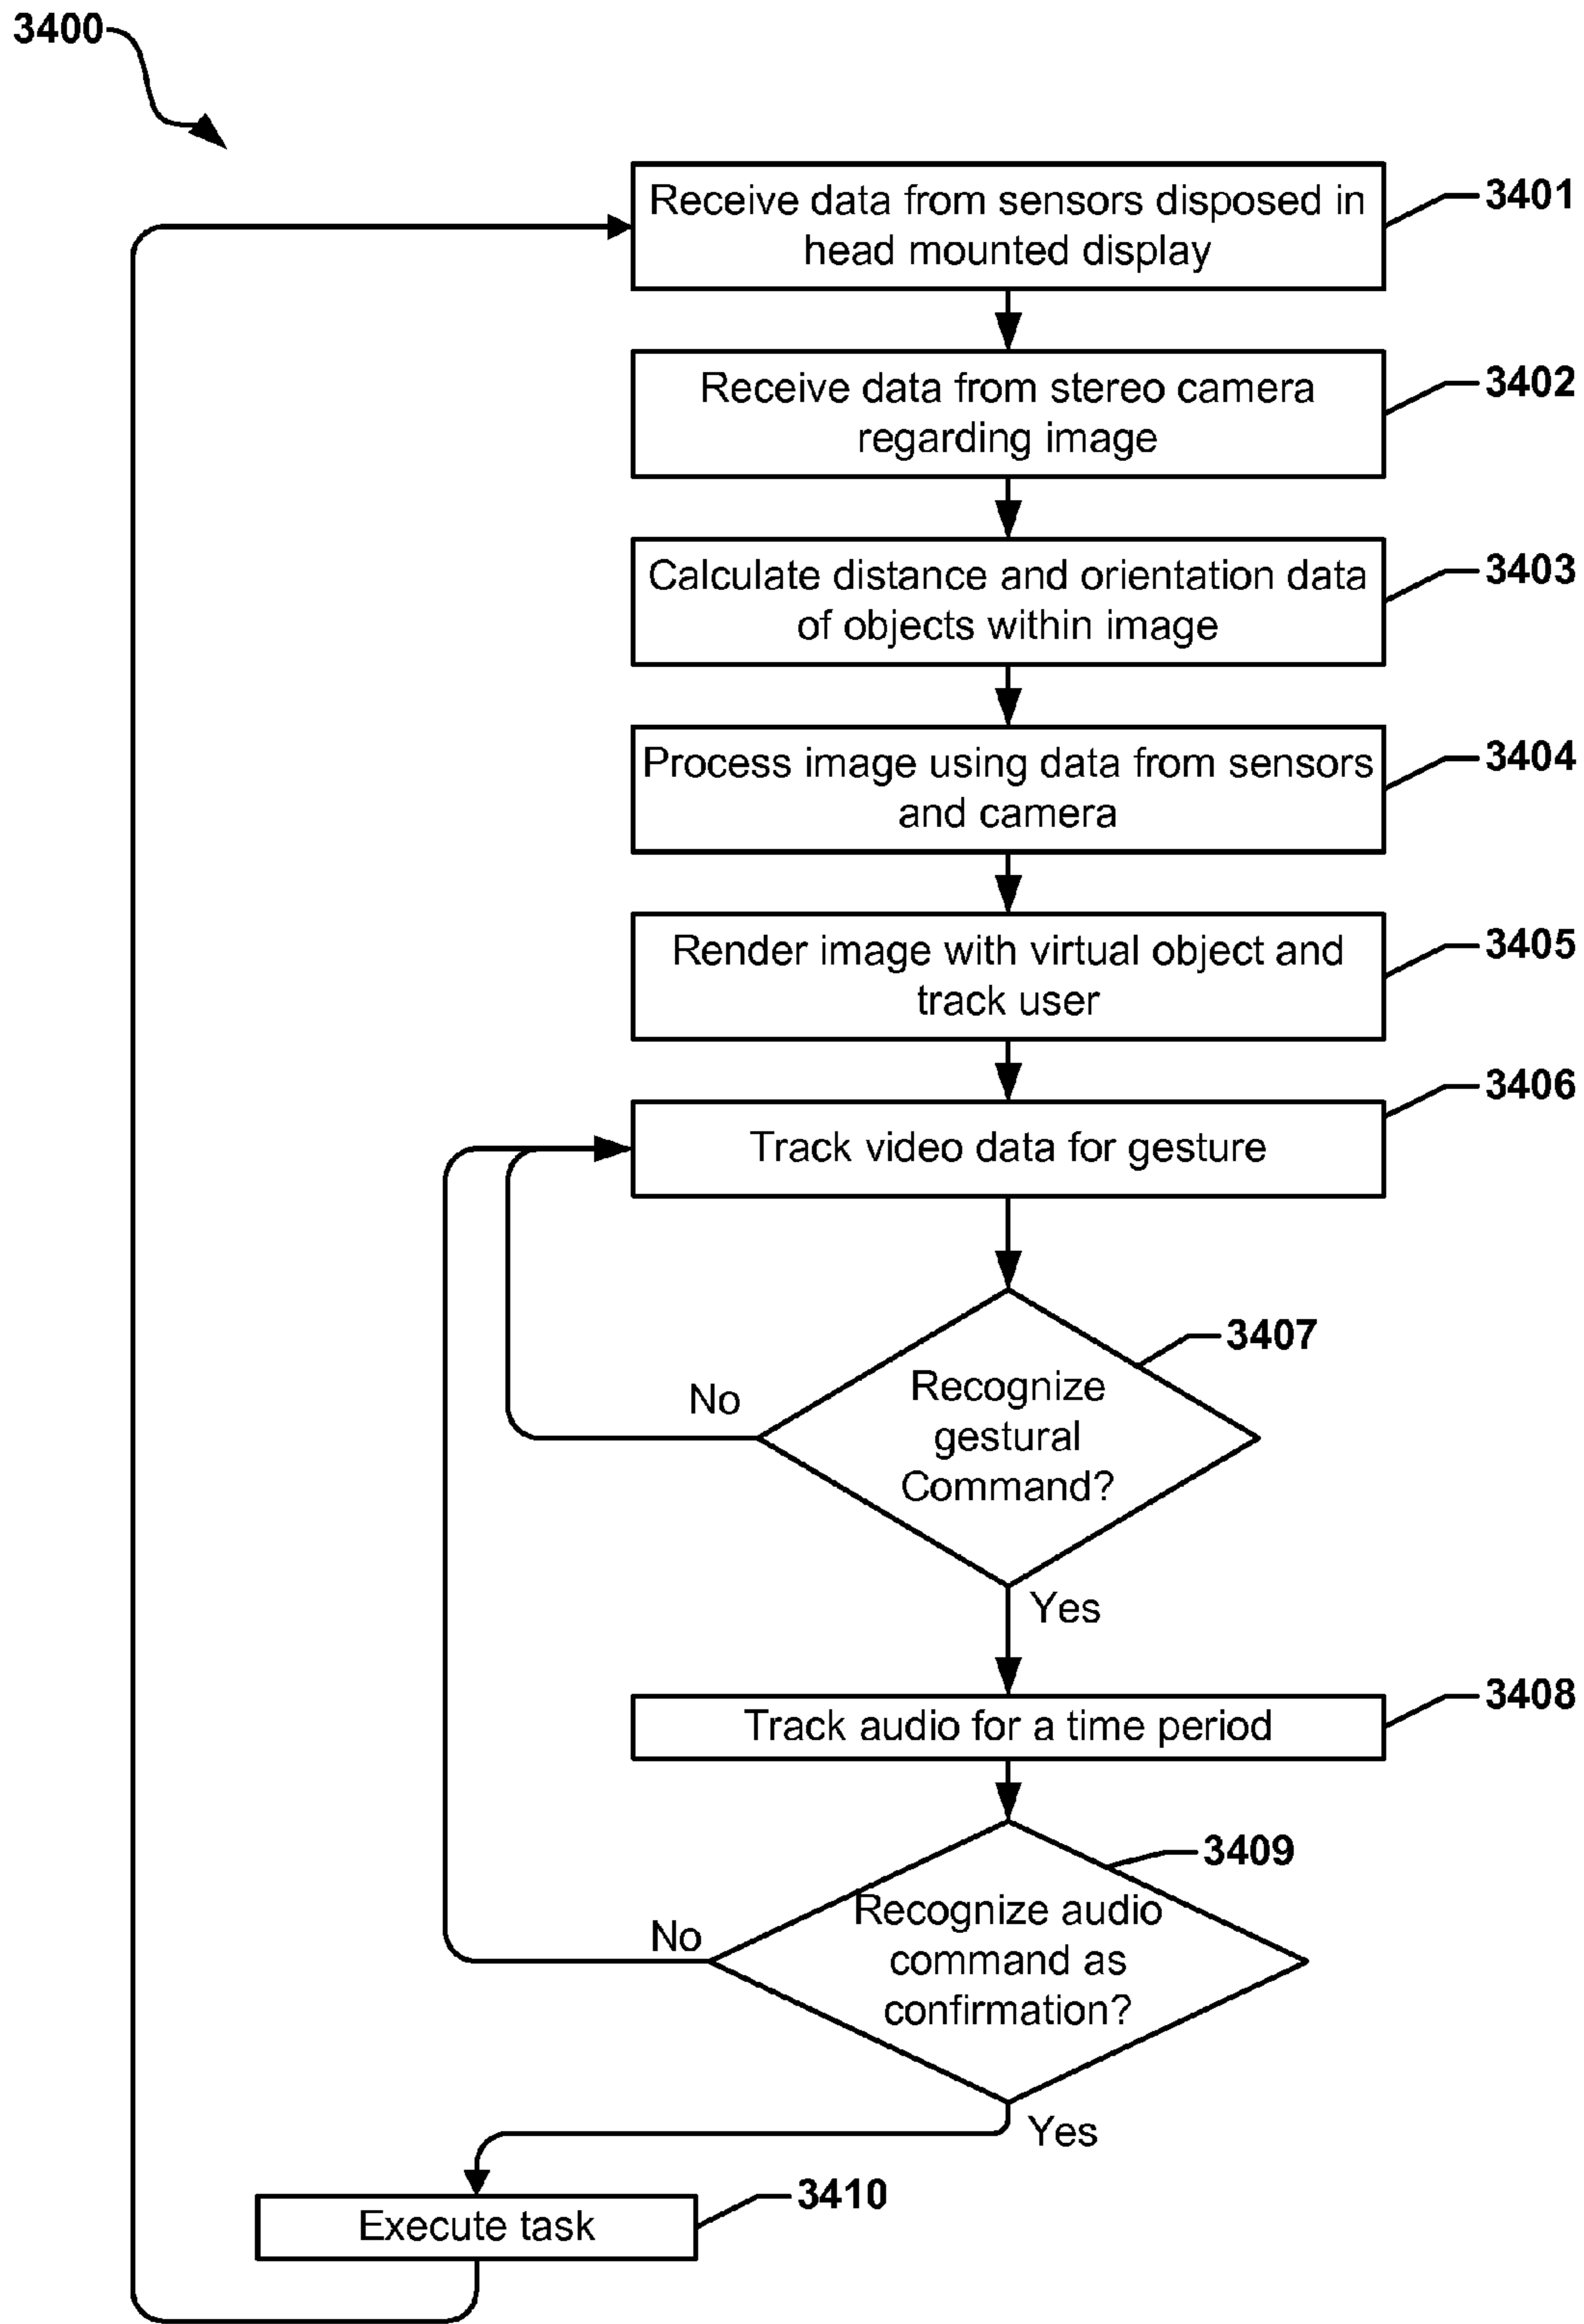 3400
Receive data from sensors disposed in
head mounted display
3401
Receive data from stereo camera
regarding image
3402
Calculate distance and orientation data
of objects within image
3403
Process image using data from sensors
and camera
3404
Render image with virtual object and
track user
3405
Track video data for gesture
3406
3407
Recognize
gestural
Command?
No
Yes
Track audio for a time period
3408
3409
Recognize audio
command as
confirmation?
No
Yes
Execute task
3410